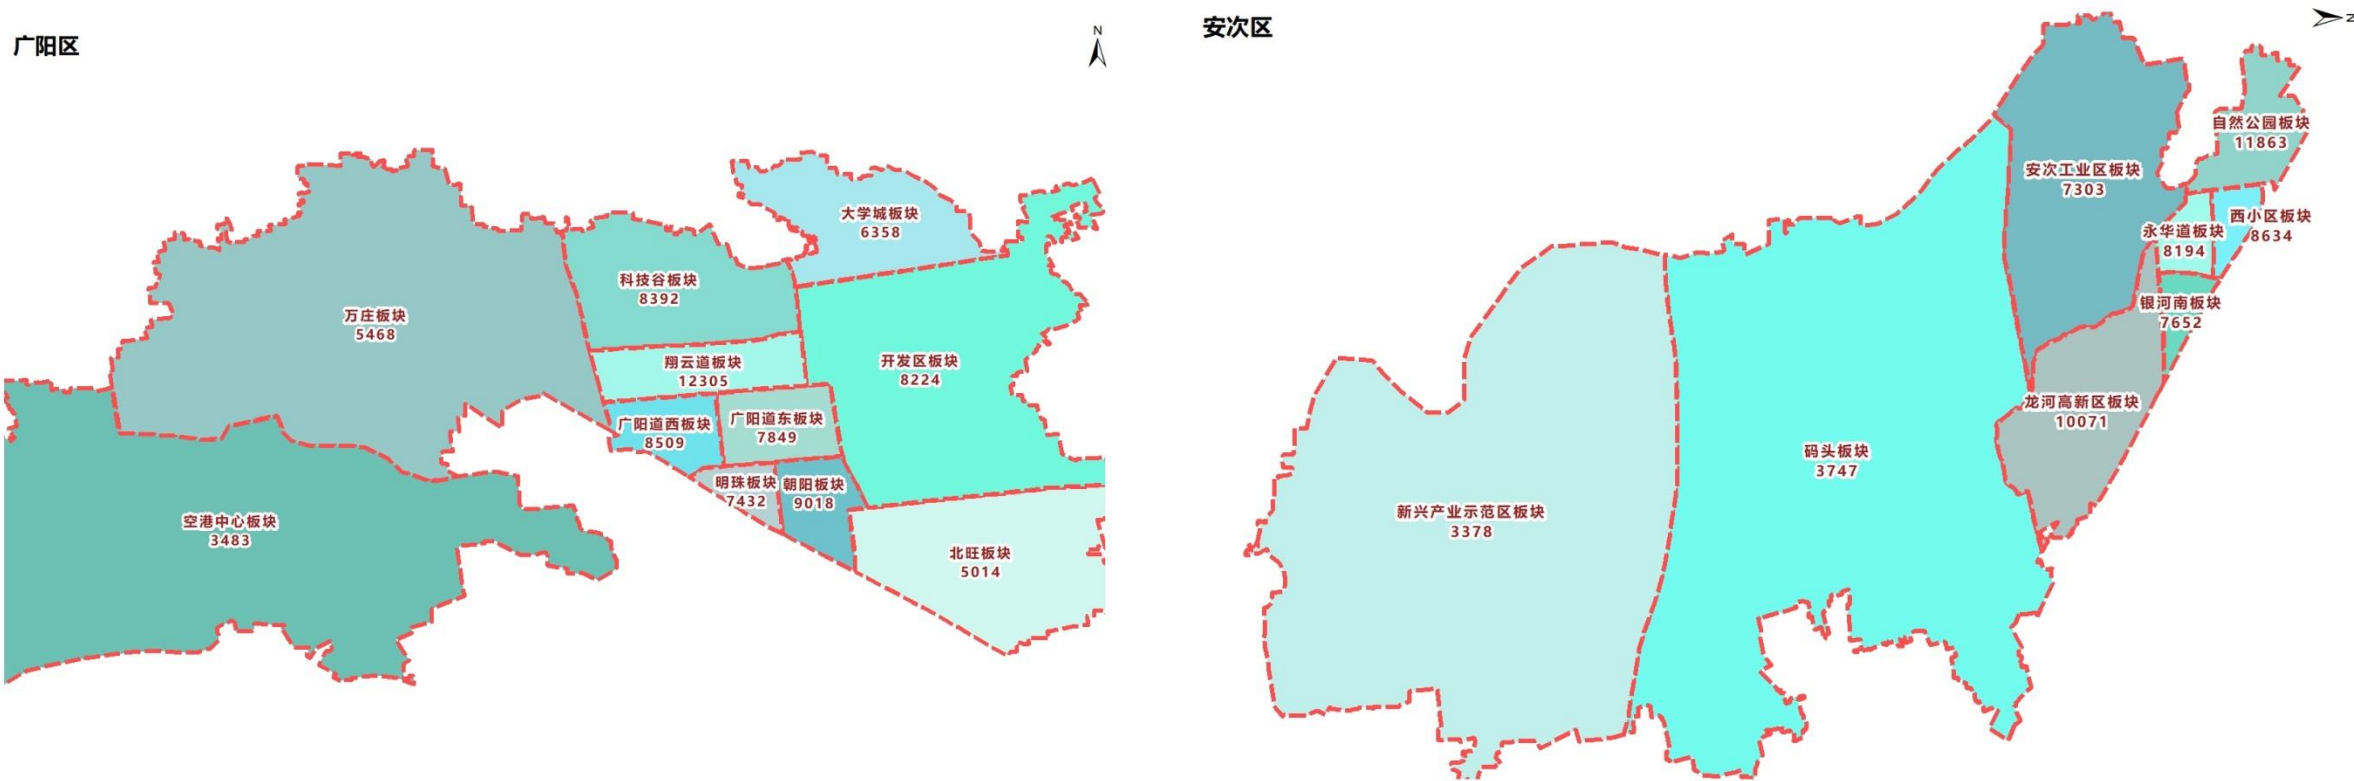 广阳区
N
大学城板块
6358
科技谷板块
8392
万庄板块
5468
翔云道板块
12305
开发区板块
8224
广阳道西板块
8509
广阳道东板块
7849
明珠板块
7432
朝阳板块
9018
空港中心板块
3483
北旺板块
5014
安次区
N
自然公园板块
11863
安次工业区板块
7303
西小区板块
8634
永华道板块
8194
银河南板块
7652
龙河高新区板块
10071
码头板块
3747
新兴产业示范区板块
3378